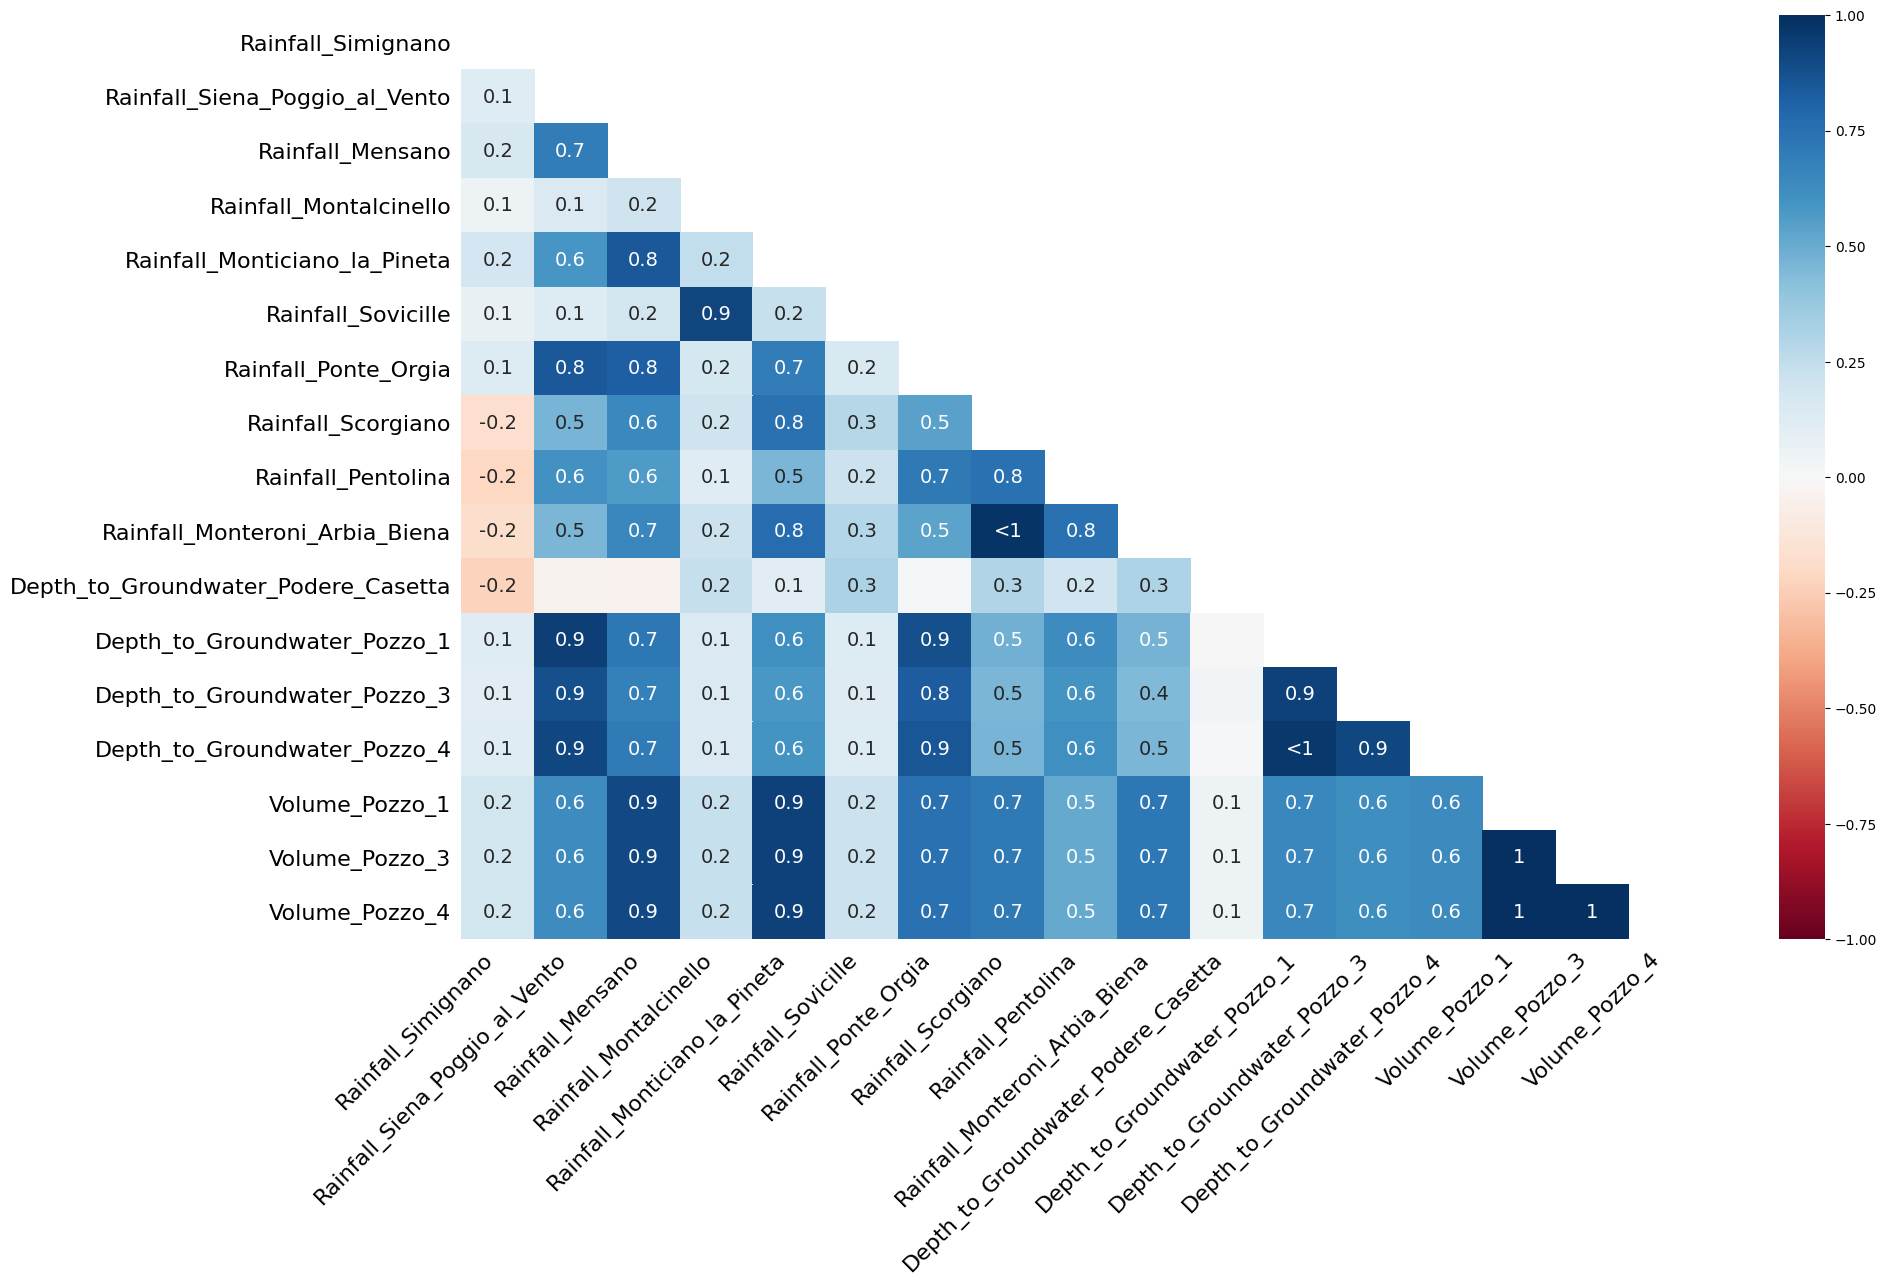 Rainfall_Simignano
Rainfall_Siena_Poggio_al_Vento 0.1
Rainfall_Mensano 0.2 0.7
Rainfall_Montalcinello 0.1 0.1 0.2
Rainfall_Monticiano_la_Pineta 0.2 0.6 0.8 0.2
Rainfall_Sovicille 0.1 0.1 0.2 0.9 0.2
Rainfall_Ponte_Orgia 0.1 0.8 0.8 0.2 0.7 0.2
Rainfall_Scorgiano -0.2 0.5 0.6 0.2 0.8 0.3 0.5
Rainfall_Pentolina -0.2 0.6 0.6 0.1 0.5 0.2 0.7 0.8
Rainfall_Monteroni_Arbia_Biena -0.2 0.5 0.7 0.2 0.8 0.3 0.5 <1 0.8
Depth_to_Groundwater_Podere_Casetta -0.2 0.2 0.1 0.3 0.3 0.2 0.3
Depth_to_Groundwater_Pozzo_1 0.1 0.9 0.7 0.1 0.6 0.1 0.9 0.5 0.6 0.5
Depth_to_Groundwater_Pozzo_3 0.1 0.9 0.7 0.1 0.6 0.1 0.8 0.5 0.6 0.4 0.9
Depth_to_Groundwater_Pozzo_4 0.1 0.9 0.7 0.1 0.6 0.1 0.9 0.5 0.6 0.5 <1 0.9
Volume_Pozzo_1 0.2 0.6 0.9 0.2 0.9 0.2 0.7 0.7 0.5 0.7 0.1 0.7 0.6 0.6
Volume_Pozzo_3 0.2 0.6 0.9 0.2 0.9 0.2 0.7 0.7 0.5 0.7 0.1 0.7 0.6 0.6 1
Volume_Pozzo_4 0.2 0.6 0.9 0.2 0.9 0.2 0.7 0.7 0.5 0.7 0.1 0.7 0.6 0.6 1 1
Rainfall_Simignano
Rainfall_Siena_Poggio_al_Vento
Rainfall_Mensano
Rainfall_Montalcinello
Rainfall_Monticiano_la_Pineta
Rainfall_Sovicille
Rainfall_Ponte_Orgia
Rainfall_Scorgiano
Rainfall_Pentolina
Rainfall_Monteroni_Arbia_Biena
Depth_to_Groundwater_Podere_Casetta
Depth_to_Groundwater_Pozzo_1
Depth_to_Groundwater_Pozzo_3
Depth_to_Groundwater_Pozzo_4
Volume_Pozzo_1
Volume_Pozzo_3
Volume_Pozzo_4
1.00
0.75
0.50
0.25
0.00
−0.25
−0.50
−0.75
−1.00